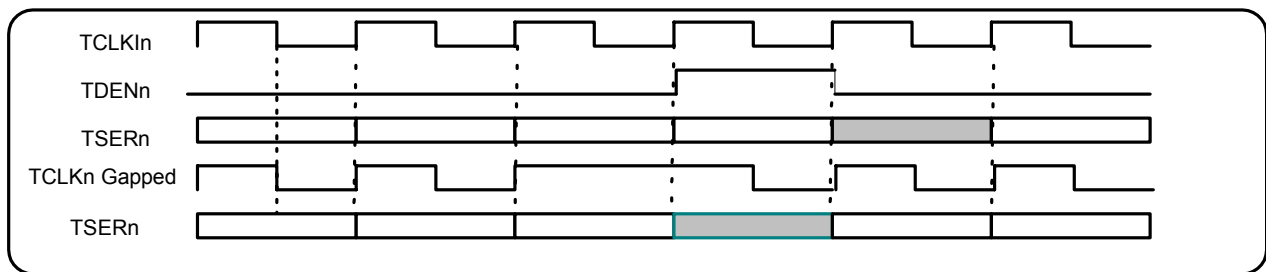 TCLKIn
TDENn
TSERn
TCLKn Gapped
TSERn